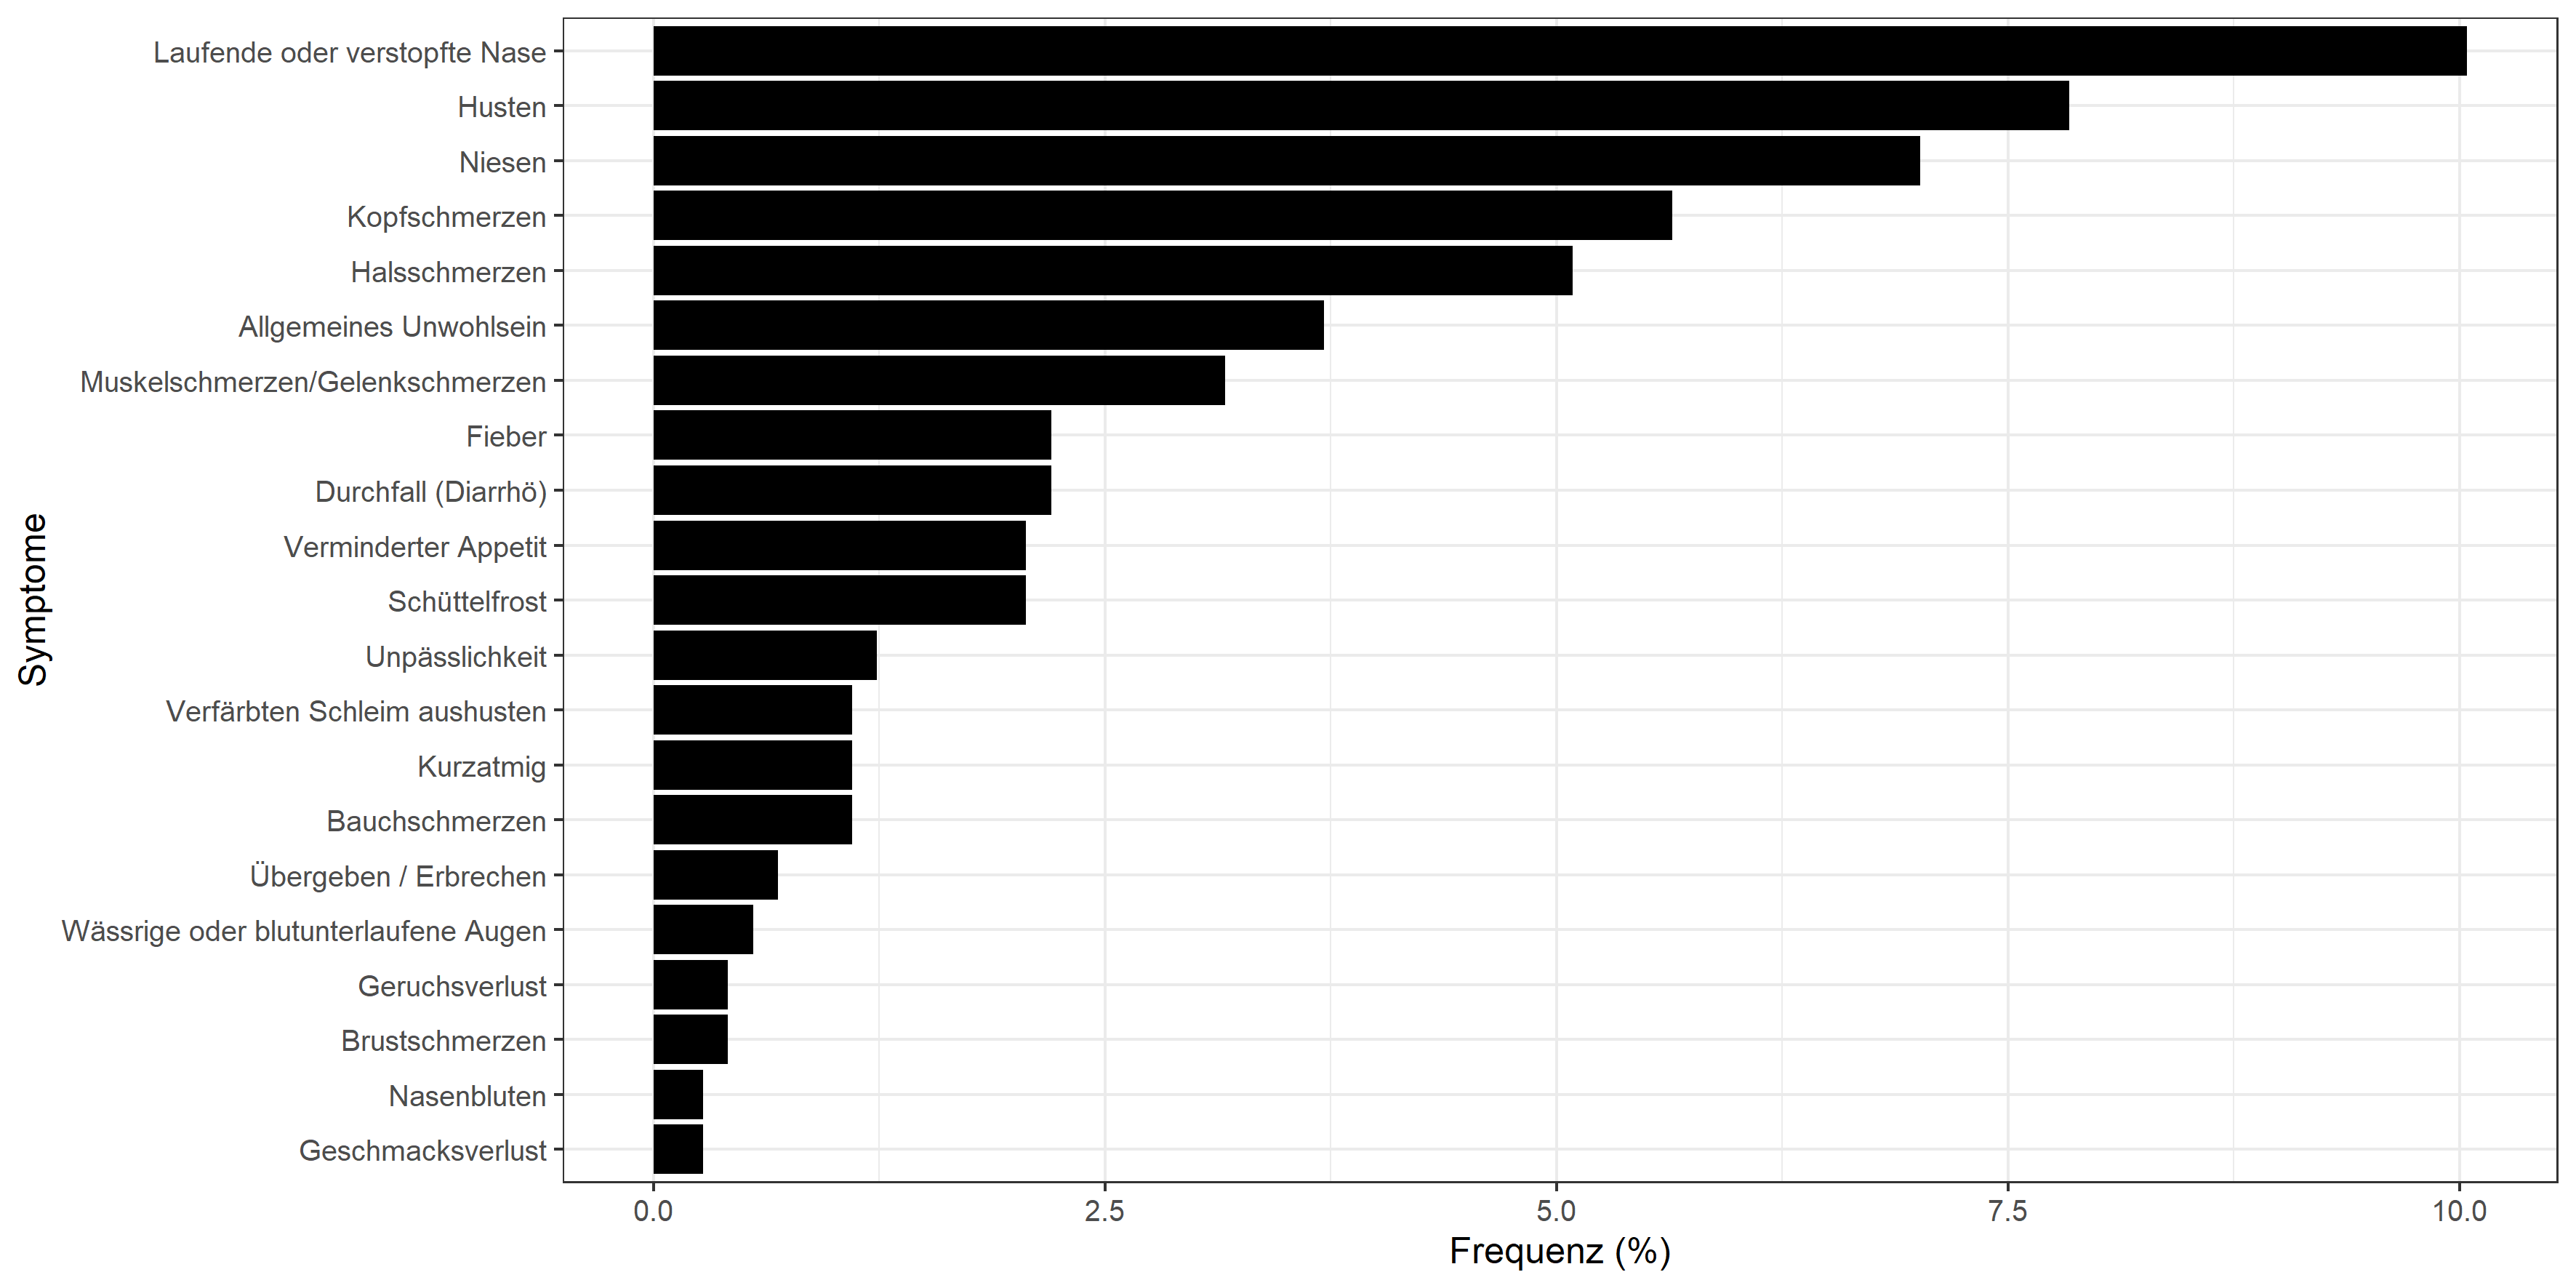 Laufende oder verstopfte Nase
Husten
Niesen
Kopfschmerzen
Halsschmerzen
Allgemeines Unwohlsein
Muskelschmerzen/Gelenkschmerzen
Fieber
Durchfall (Diarrhö)
Verminderter Appetit
Schüttelfrost
Unpässlichkeit
Verfärbten Schleim aushusten
Kurzatmig
Bauchschmerzen
Übergeben / Erbrechen
Wässrige oder blutunterlaufene Augen
Geruchsverlust
Brustschmerzen
Nasenbluten
Geschmacksverlust
Symptome
0.0 2.5 5.0 7.5 10.0
Frequenz (%)